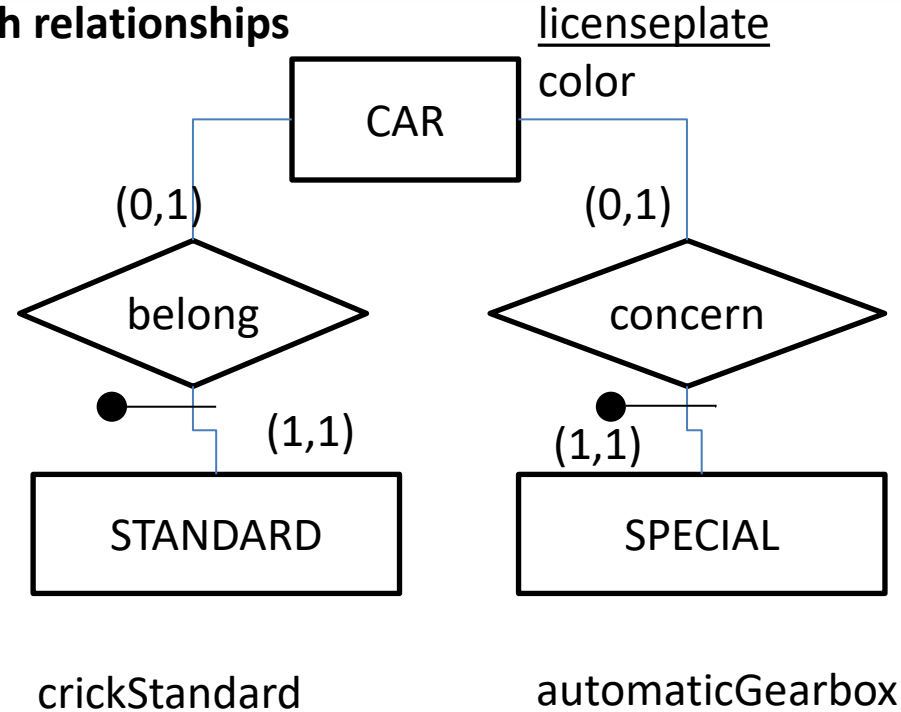 h relationships
licenseplate
color
CAR
(0,1)
(0,1)
belong
concern
(1,1)
(1,1)
STANDARD
SPECIAL
crickStandard
automaticGearbox